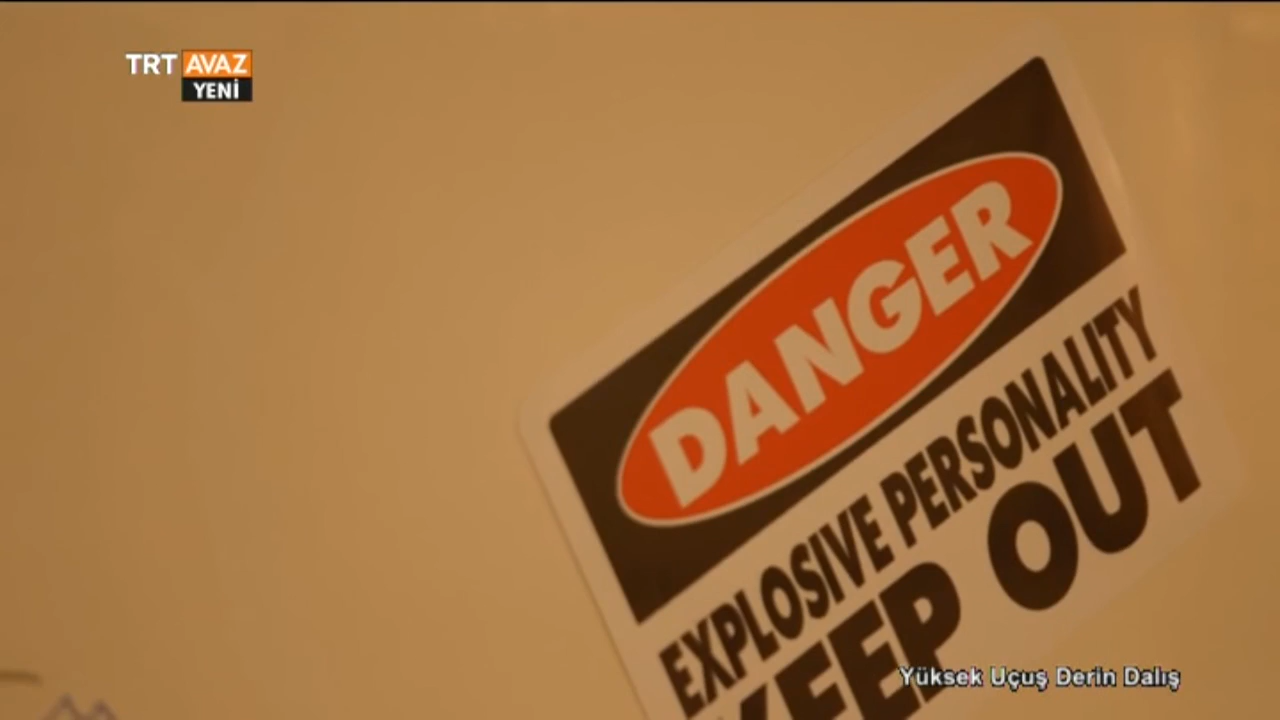 TRT AVAZ
YENİ
DANGER
EXPLOSIVE PERSONALITY
KEEP OUT
Yüksek Uçuş Derin Dalış